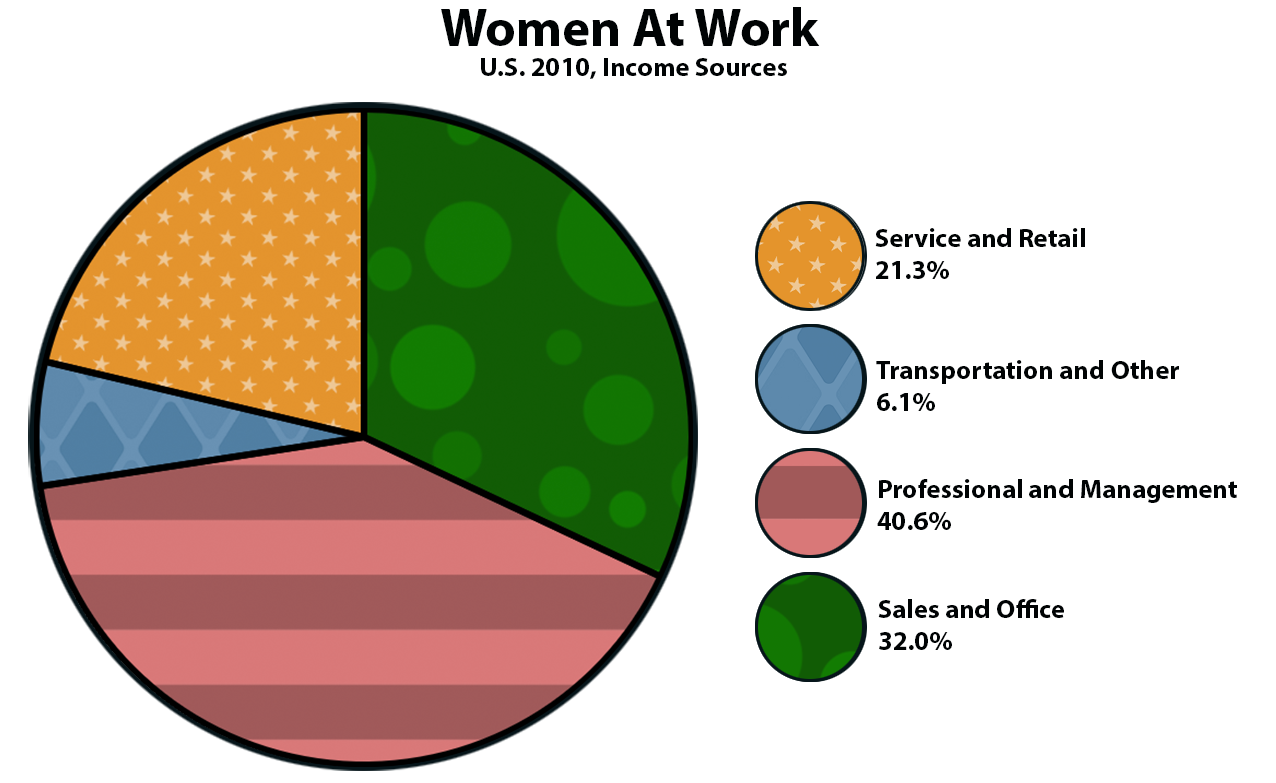 Women At Work
U.S. 2010, Income Sources
Service and Retail
21.3%
Transportation and Other
6.1%
Professional and Management
40.6%
Sales and Office
32.0%